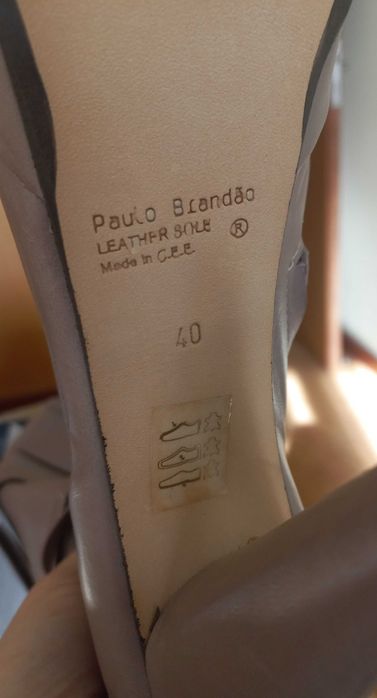 Paulo Brandão
LEATHER SOLE ®
Made in C.E.E.
40